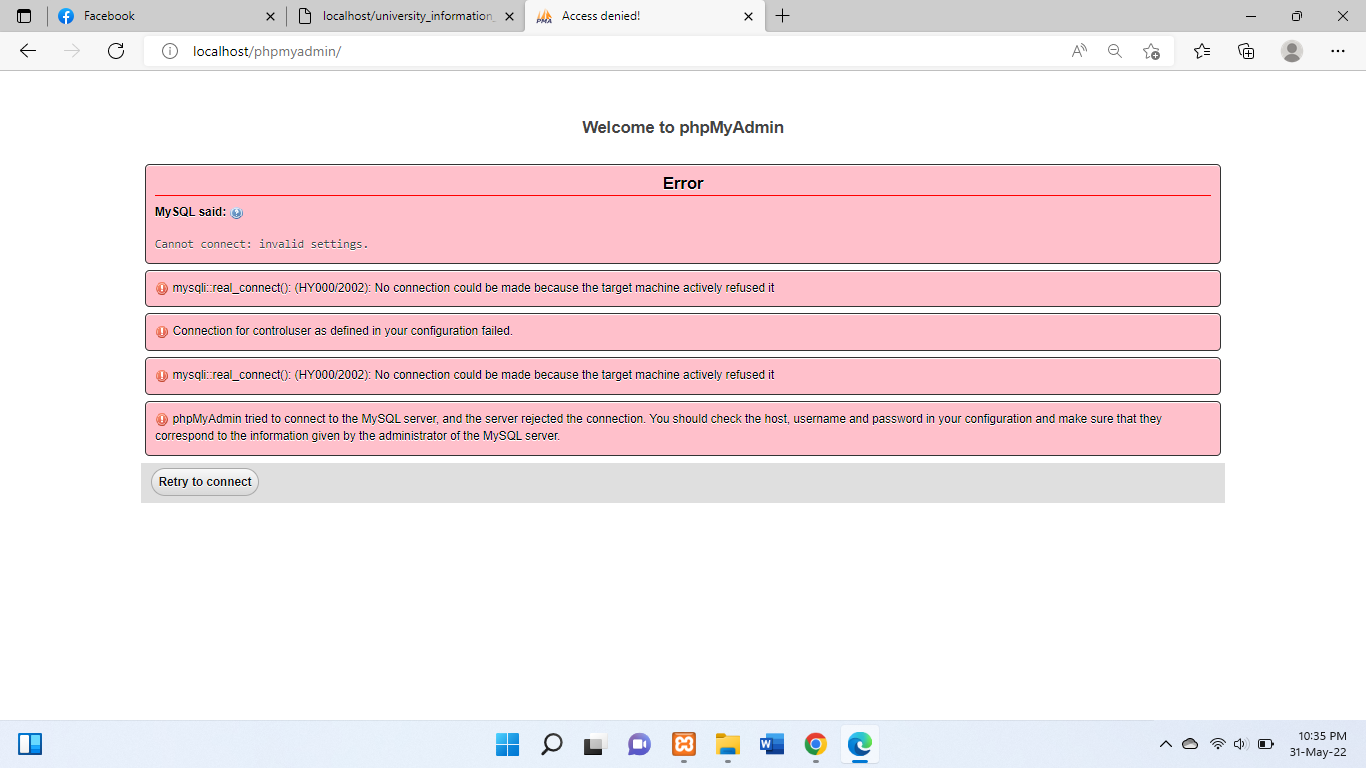 Facebook
localhost/university_information_
PMA
Access denied!
localhost/phpmyadmin/
Welcome to phpMyAdmin
Error
MySQL said:
Cannot connect: invalid settings.
mysqli::real_connect(): (HY000/2002): No connection could be made because the target machine actively refused it
Connection for controluser as defined in your configuration failed.
mysqli::real_connect(): (HY000/2002): No connection could be made because the target machine actively refused it
phpMyAdmin tried to connect to the MySQL server, and the server rejected the connection. You should check the host, username and password in your configuration and make sure that they
correspond to the information given by the administrator of the MySQL server.
Retry to connect
10:35 PM
31-May-22